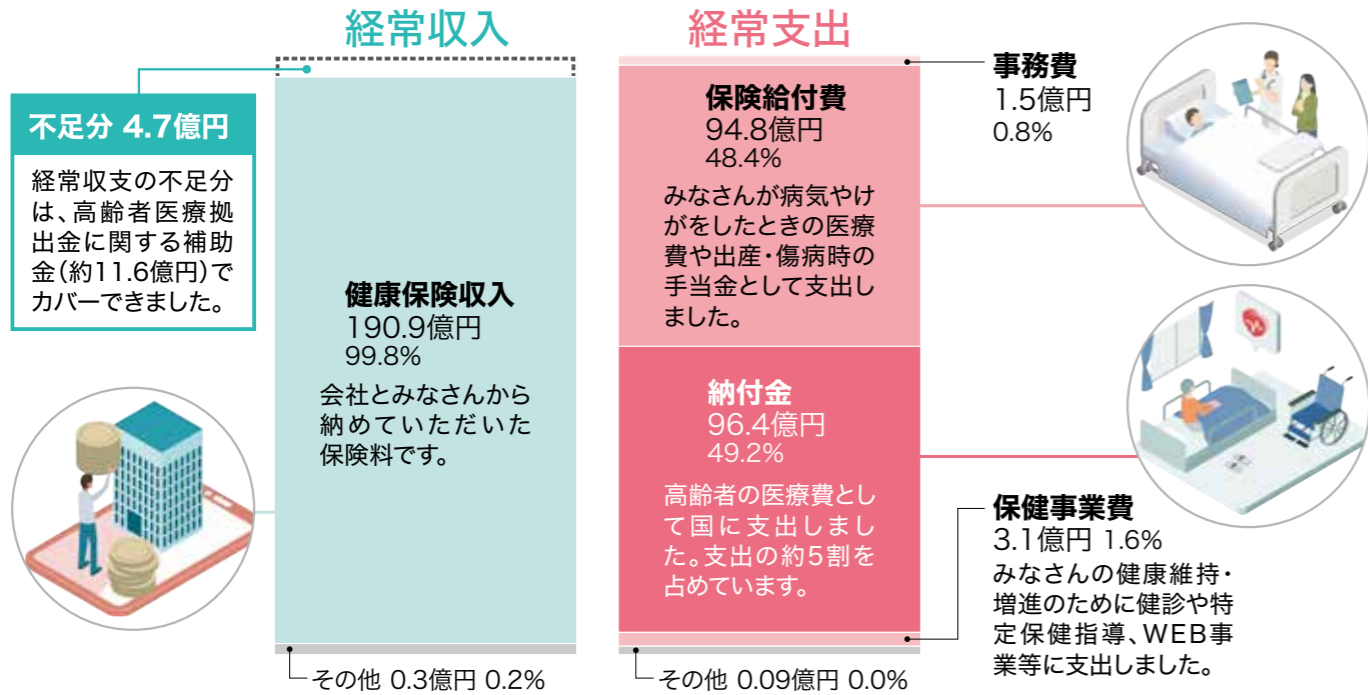 経常収入
不足分 4.7億円
経常収支の不足分
は、高齢者医療拠
出金に関する補助
金（約11.6億円）で
カバーできました。
健康保険収入
190.9億円
99.8%
会社とみなさんから
納めていただいた
保険料です。
その他 0.3億円 0.2%
経常支出
事務費
1.5億円
0.8%
保険給付費
94.8億円
48.4%
みなさんが病気やけ
がをしたときの医療
費や出産・傷病時の
手当金として支出し
ました。
納付金
96.4億円
49.2%
高齢者の医療費とし
て国に支出しまし
た。支出の約5割を
占めています。
保健事業費
3.1億円 1.6%
みなさんの健康維持・
増進のために健診や特
定保健指導、WEB事
業等に支出しました。
その他 0.09億円 0.0%